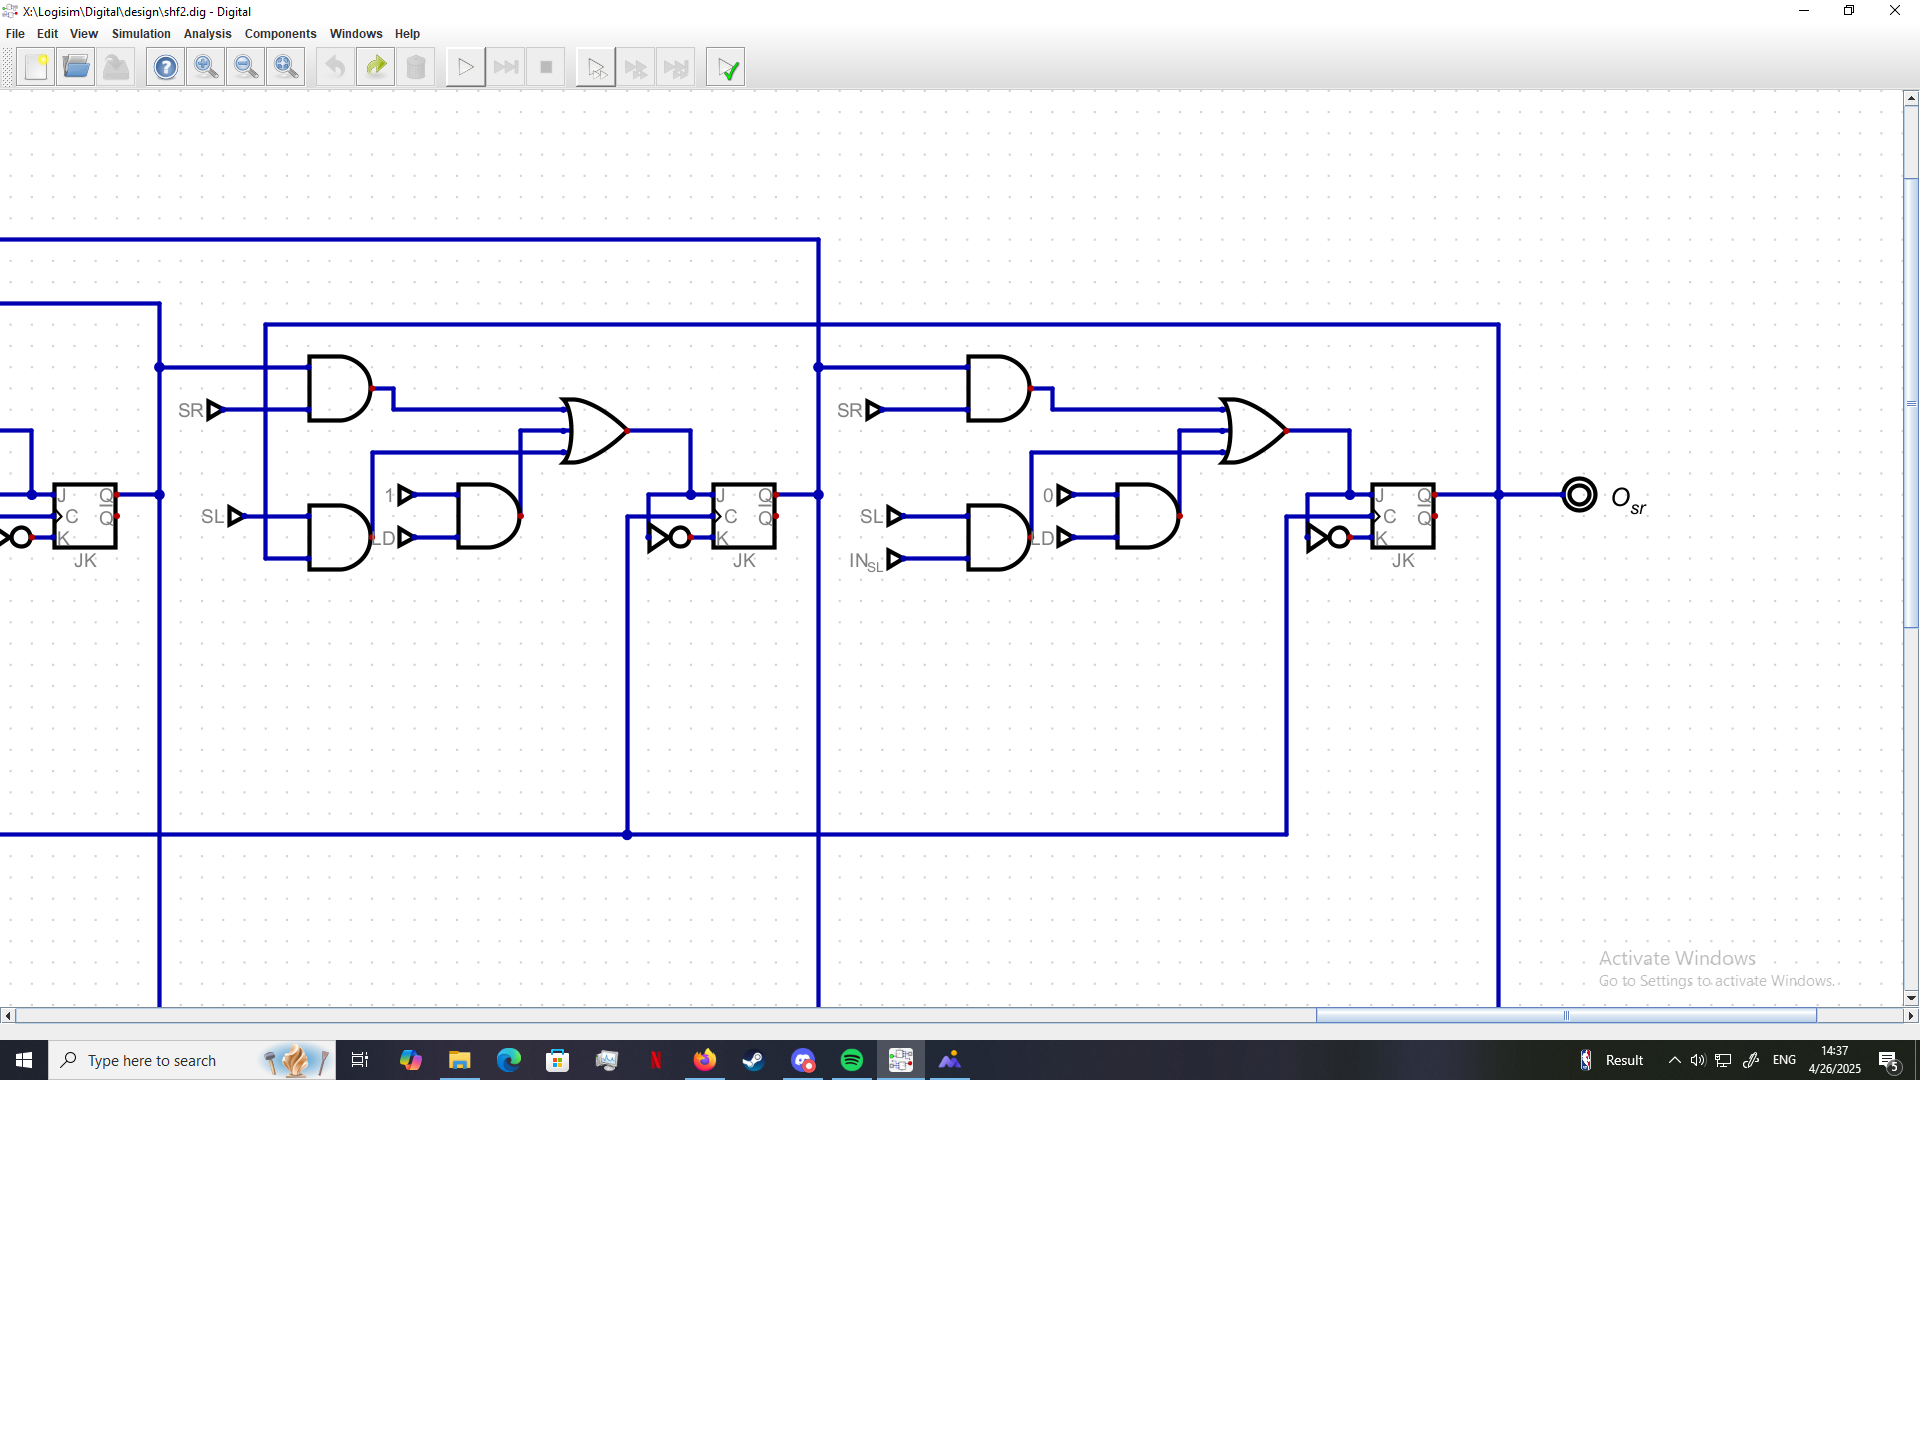 X:\Logisim\Digital\design\shf2.dig - Digital
File Edit View Simulation Analysis Components Windows Help
SR
SR
J Q
C Q
K
JK
SL
1
LD
J Q
C Q
K
JK
SL
IN SL
0
LD
J Q
C Q
K
JK
O sr
Activate Windows
Go to Settings to activate Windows.
Type here to search
Result
ENG
14:37
4/26/2025
5